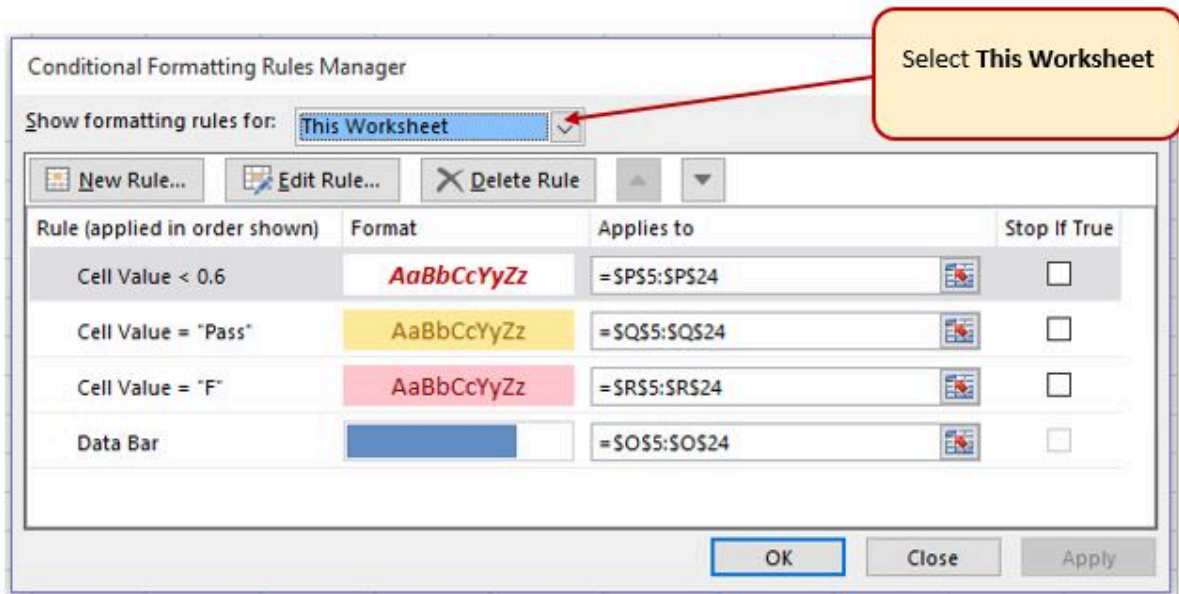 Select This Worksheet
Conditional Formatting Rules Manager
Show formatting rules for: This Worksheet
New Rule... Edit Rule... Delete Rule
Rule (applied in order shown) Format Applies to Stop If True
Cell Value < 0.6 AaBbCcYyZz =$P$5:$P$24
Cell Value = "Pass" AaBbCcYyZz =$Q$5:$Q$24
Cell Value = "F" AaBbCcYyZz =$R$5:$R$24
Data Bar =$O$5:$O$24
OK Close Apply